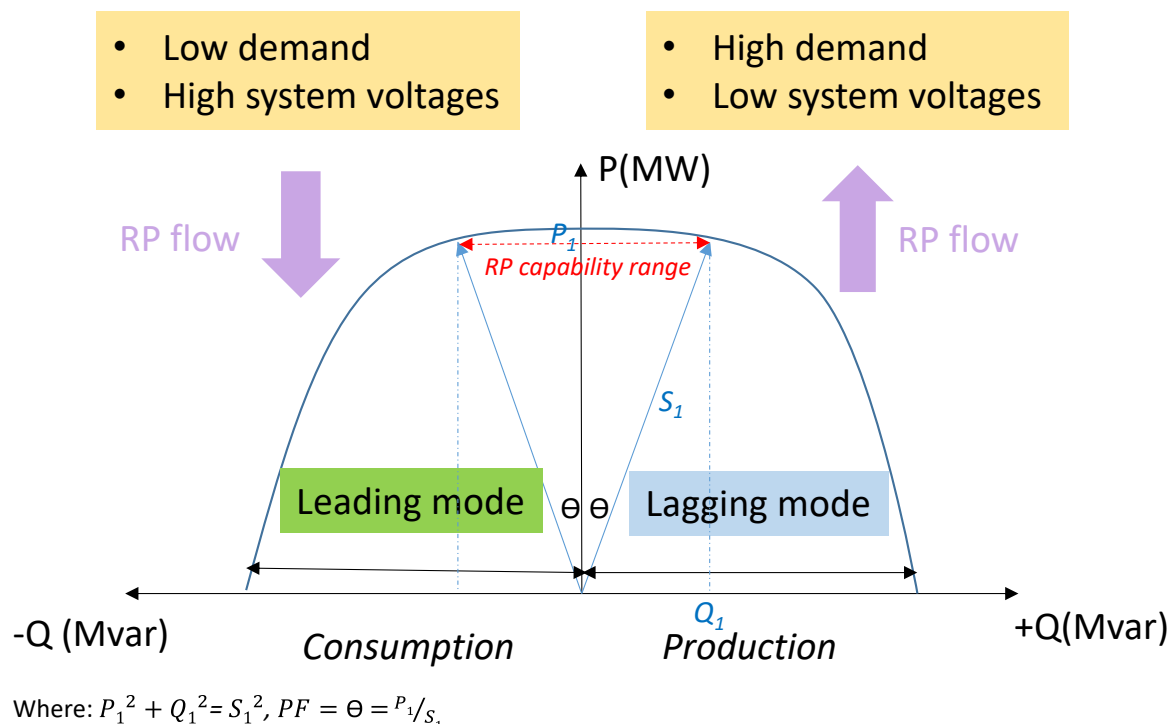 • Low demand
• High system voltages
• High demand
• Low system voltages
P(MW)
RP flow
RP flow
P₁
RP capability range
S₁
Leading mode
ϴ ϴ
Lagging mode
-Q (Mvar)
Consumption
Q₁
Production
+Q(Mvar)
Where: P₁² + Q₁²= S₁², PF = ϴ = P₁/S₁